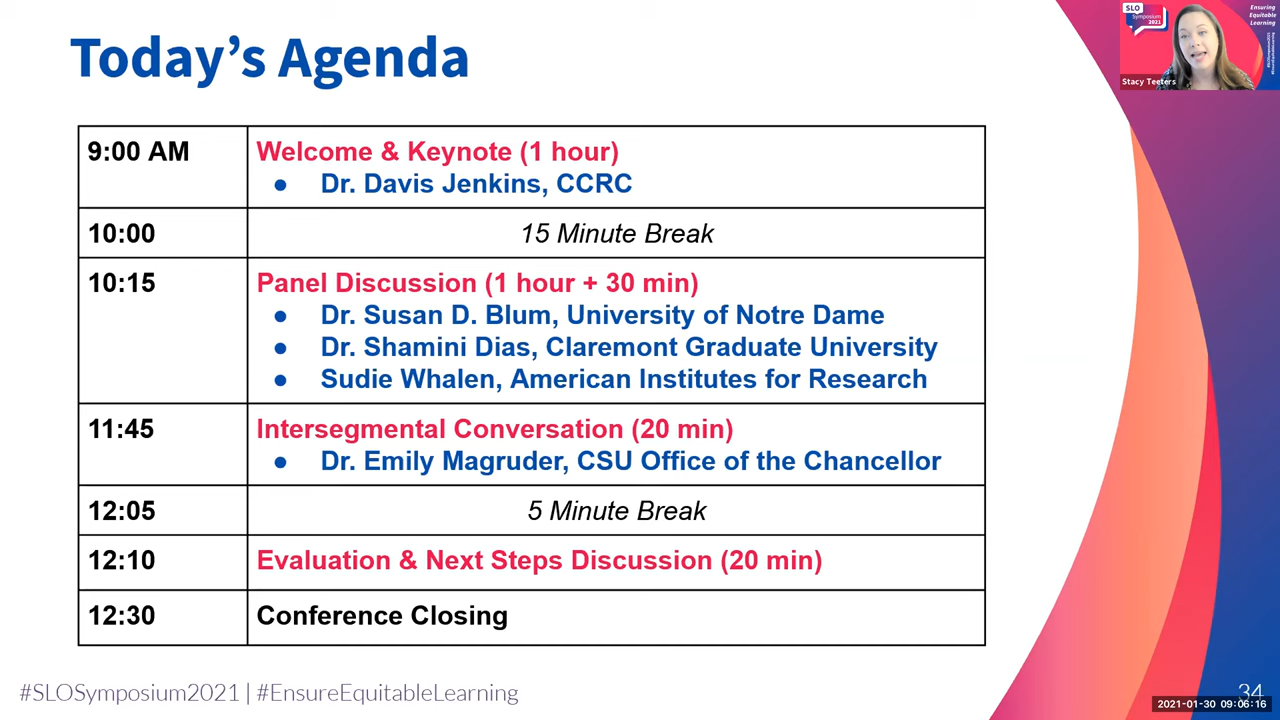 Today's Agenda
SLO
Symposium
2021
Ensuring
Equitable
Learning
Stacy Teeters
9:00 AM
Welcome & Keynote (1 hour)
● Dr. Davis Jenkins, CCRC
10:00
15 Minute Break
10:15
Panel Discussion (1 hour + 30 min)
● Dr. Susan D. Blum, University of Notre Dame
● Dr. Shamini Dias, Claremont Graduate University
● Sudie Whalen, American Institutes for Research
11:45
Intersegmental Conversation (20 min)
● Dr. Emily Magruder, CSU Office of the Chancellor
12:05
5 Minute Break
12:10
Evaluation & Next Steps Discussion (20 min)
12:30
Conference Closing
#SLOSymposium2021 | #EnsureEquitableLearning
34
2021-01-30 09:06:16